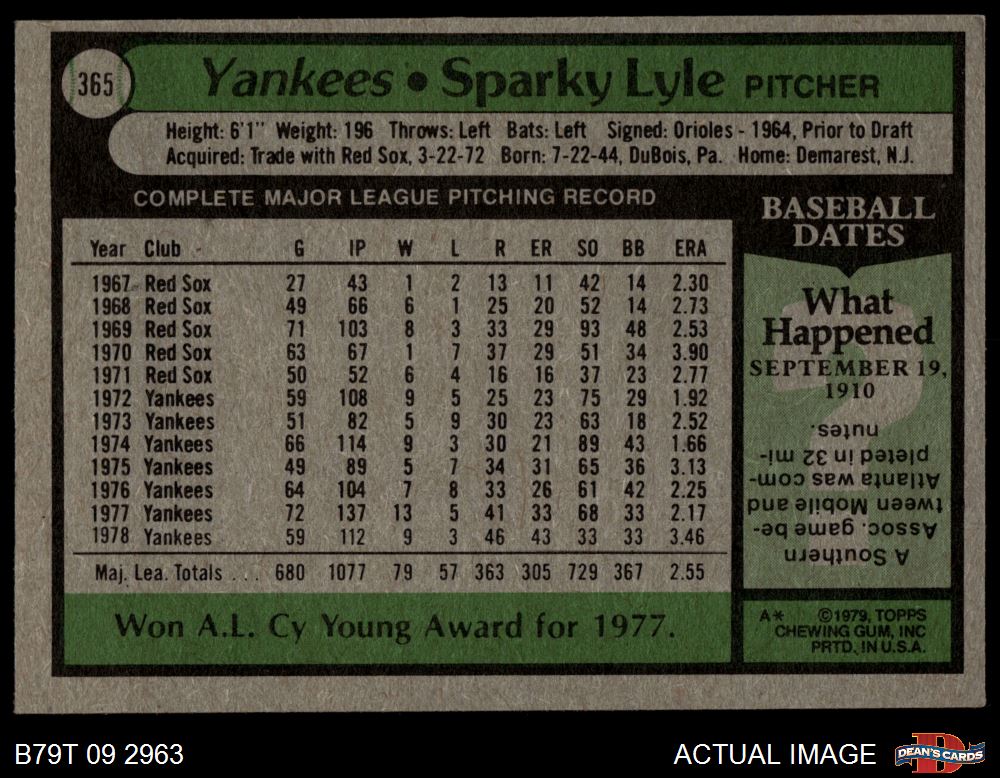 365
Yankees • Sparky Lyle PITCHER
Height: 6'1" Weight: 196 Throws: Left Bats: Left Signed: Orioles - 1964, Prior to Draft
Acquired: Trade with Red Sox, 3-22-72 Born: 7-22-44, DuBois, Pa. Home: Demarest, N.J.
COMPLETE MAJOR LEAGUE PITCHING RECORD
Year Club G IP W L R ER SO BB ERA
1967 Red Sox 27 43 1 2 13 11 42 14 2.30
1968 Red Sox 49 66 6 1 25 20 52 14 2.73
1969 Red Sox 71 103 8 3 33 29 93 48 2.53
1970 Red Sox 63 67 1 7 37 29 51 34 3.90
1971 Red Sox 50 52 6 4 16 16 37 23 2.77
1972 Yankees 59 108 9 5 25 23 75 29 1.92
1973 Yankees 51 82 5 9 30 23 63 18 2.52
1974 Yankees 66 114 9 3 30 21 89 43 1.66
1975 Yankees 49 89 5 7 34 31 65 36 3.13
1976 Yankees 64 104 7 8 33 26 61 42 2.25
1977 Yankees 72 137 13 5 41 33 68 33 2.17
1978 Yankees 59 112 9 3 46 43 33 33 3.46
Maj. Lea. Totals . . . 680 1077 79 57 363 305 729 367 2.55
Won A.L. Cy Young Award for 1977.
BASEBALL
DATES
What
Happened
SEPTEMBER 19,
1910
A Southern
Assoc. game be-
tween Mobile and
Atlanta was com-
pleted in 32 mi-
nutes.
A* ©1979, TOPPS
CHEWING GUM, INC
PRTD. IN U.S.A.
B79T 09 2963
ACTUAL IMAGE
DEAN'S CARDS